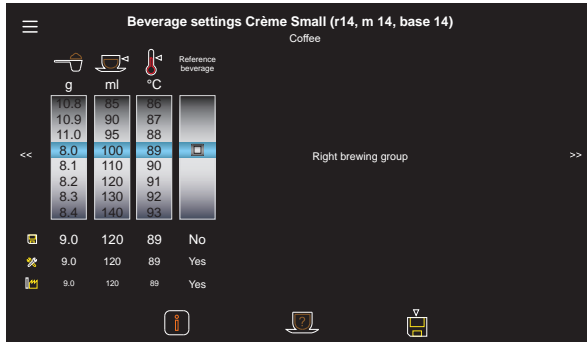 Beverage settings Crème Small (r14, m 14, base 14)
Coffee
Reference
beverage
g ml °C
10.8 85 86
10.9 90 87
11.0 95 88
<< 8.0 100 89 Right brewing group >>
8.1 110 90
8.2 120 91
8.3 130 92
8.4 140 93
9.0 120 89 No
9.0 120 89 Yes
9.0 120 89 Yes
i ?